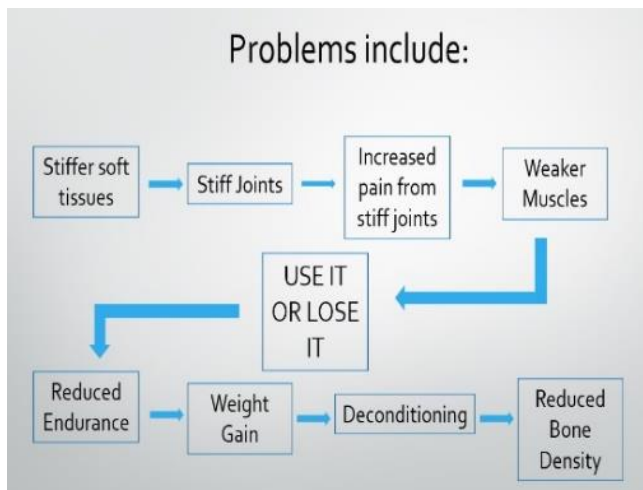 Problems include:
Stiffer soft
tissues
Stiff Joints
Increased
pain from
stiff joints
Weaker
Muscles
USE IT
OR LOSE
IT
Reduced
Endurance
Weight
Gain
Deconditioning
Reduced
Bone
Density